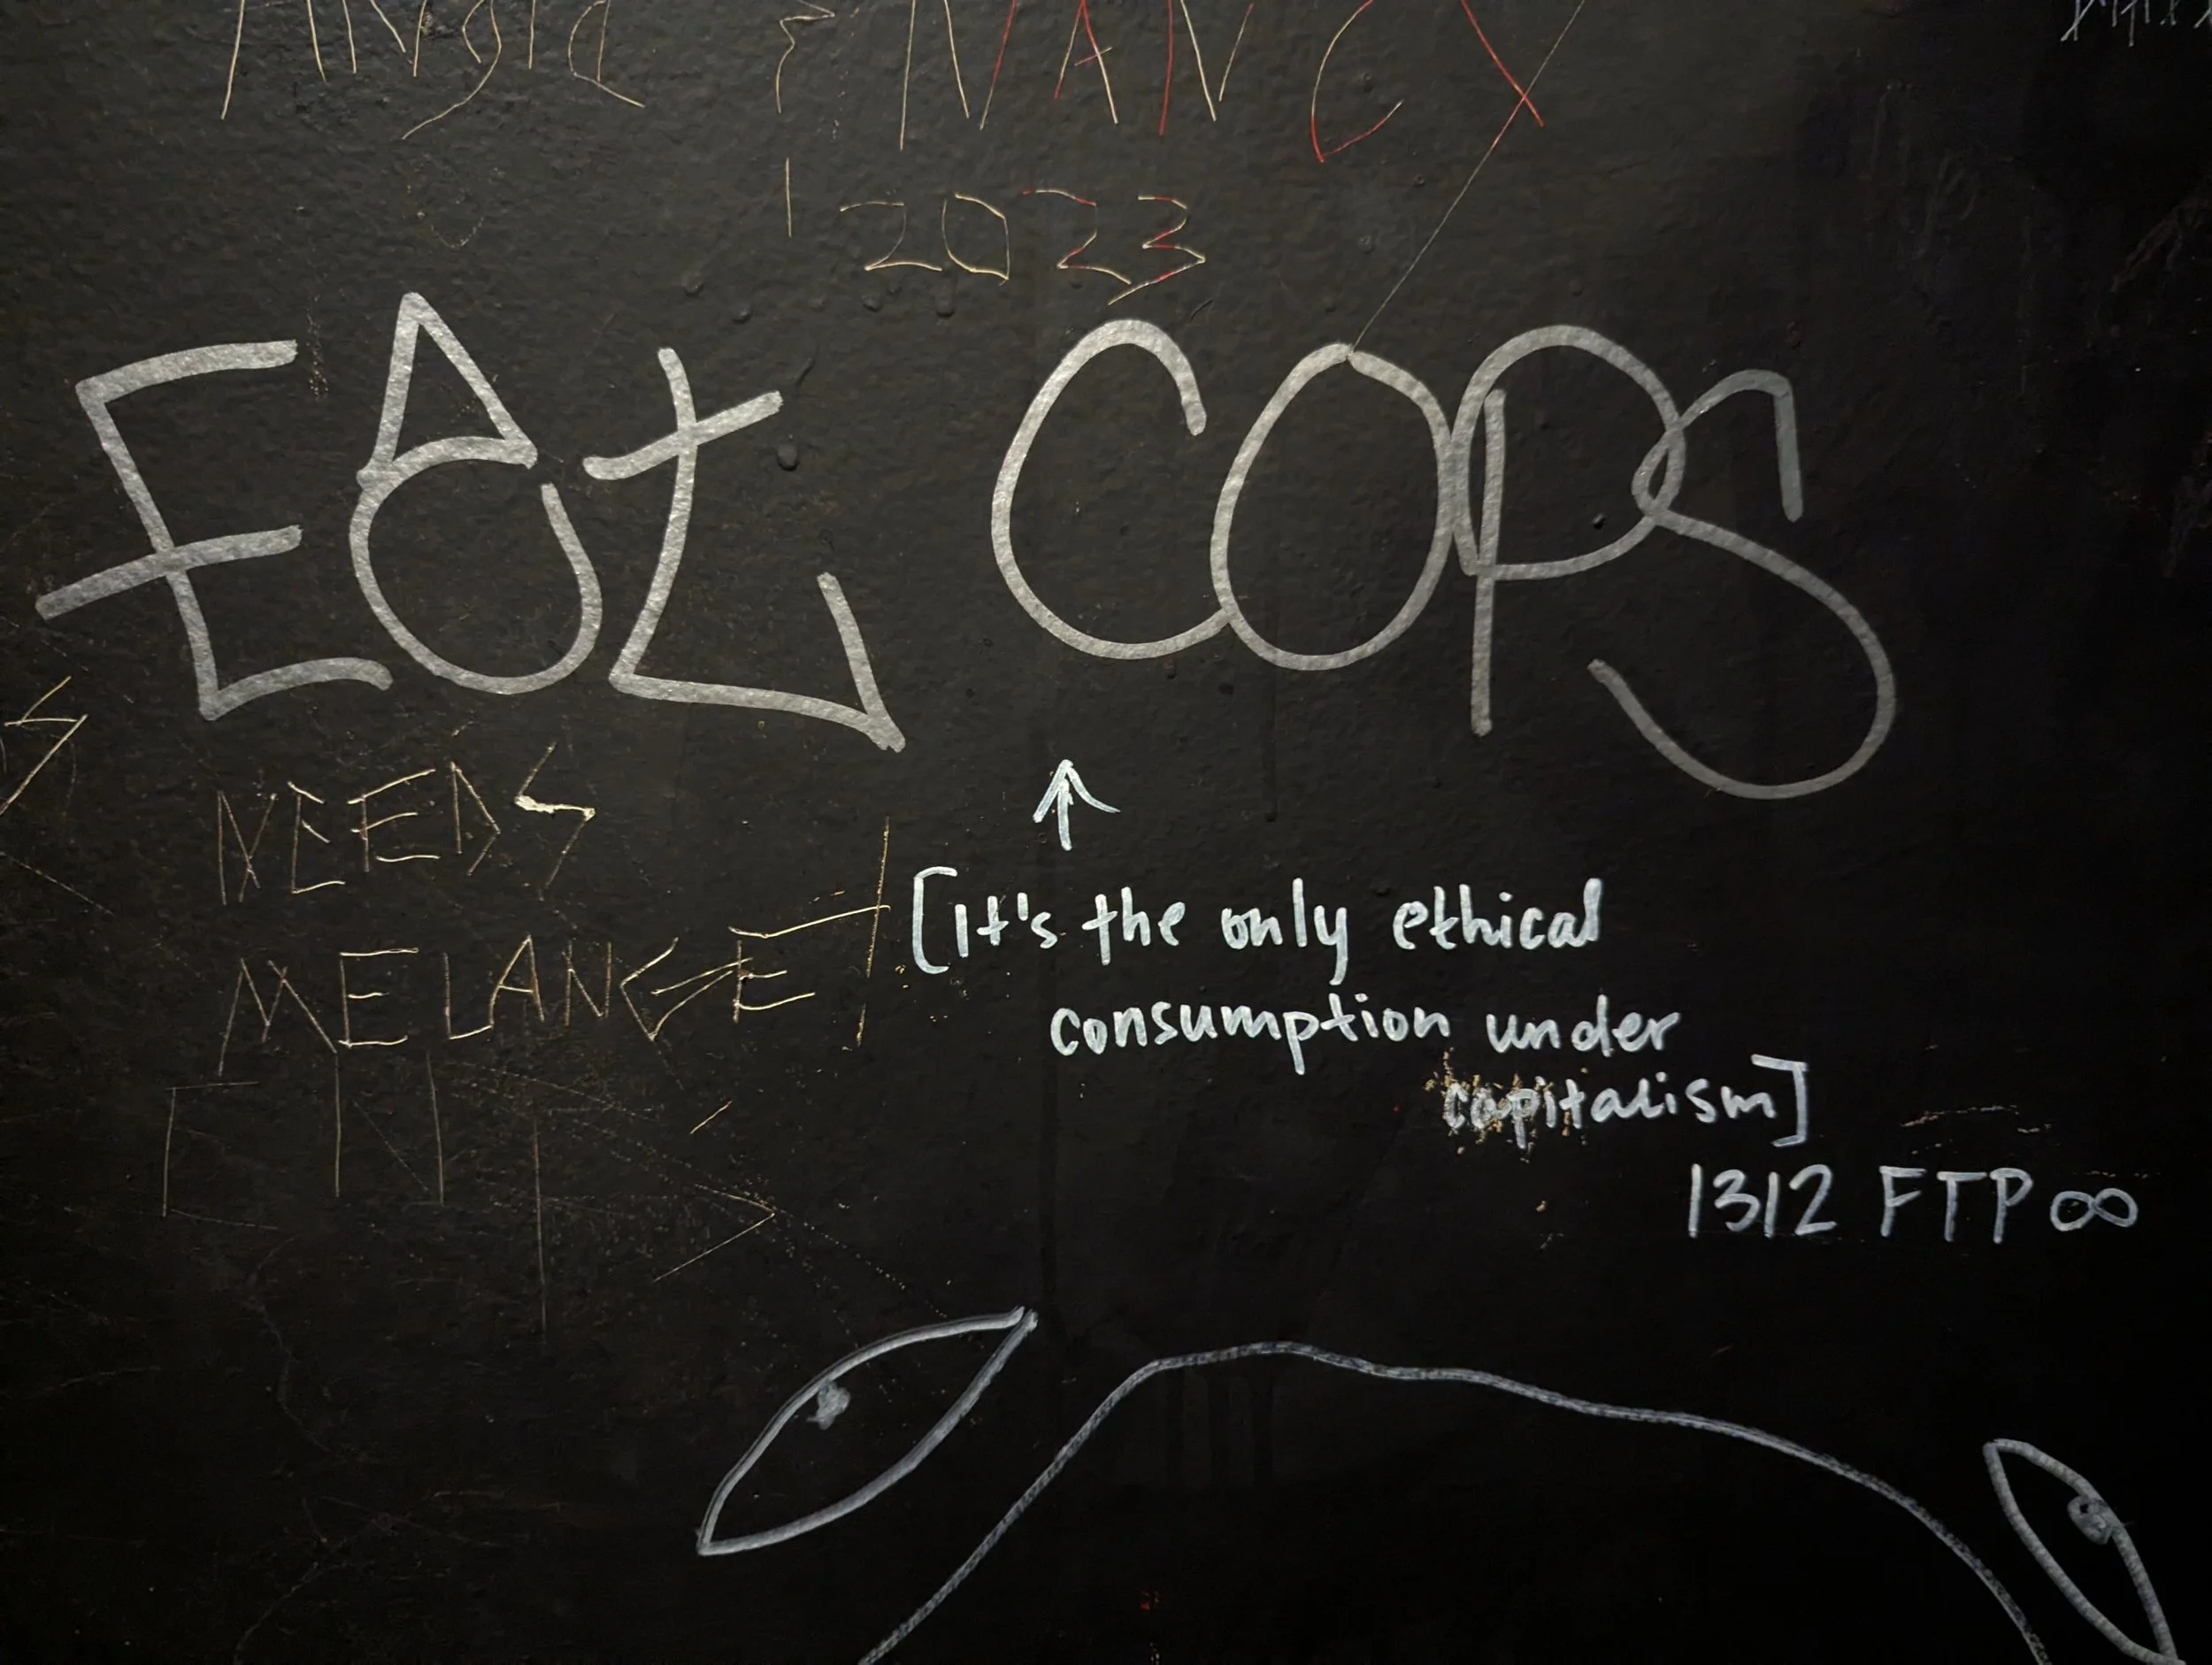 & NANCY
2023
EAt COPS
NEEDS
MELANGE
↑
[It's the only ethical
consumption under
capitalism]
1312 FTP ∞